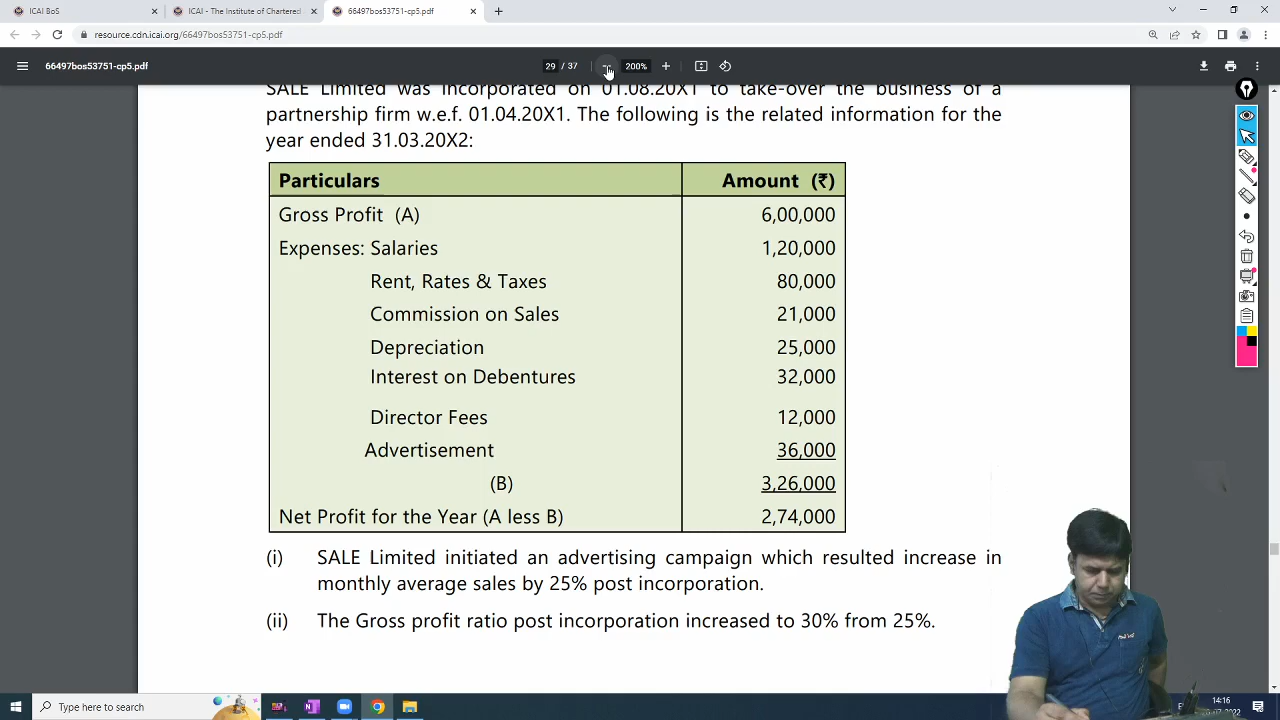 ICAI BoS
ICAI - The Institute of Chartered
66497bos53751-cp5.pdf
resource.cdn.icai.org/66497bos53751-cp5.pdf
66497bos53751-cp5.pdf
29 / 37
200%
SALE Limited was incorporated on 01.08.20X1 to take-over the business of a
partnership firm w.e.f. 01.04.20X1. The following is the related information for the
year ended 31.03.20X2:
Particulars Amount (₹)
Gross Profit (A) 6,00,000
Expenses: Salaries 1,20,000
Rent, Rates & Taxes 80,000
Commission on Sales 21,000
Depreciation 25,000
Interest on Debentures 32,000
Director Fees 12,000
Advertisement 36,000
(B) 3,26,000
Net Profit for the Year (A less B) 2,74,000
(i) SALE Limited initiated an advertising campaign which resulted increase in
monthly average sales by 25% post incorporation.
(ii) The Gross profit ratio post incorporation increased to 30% from 25%.
Type here to search
14:16